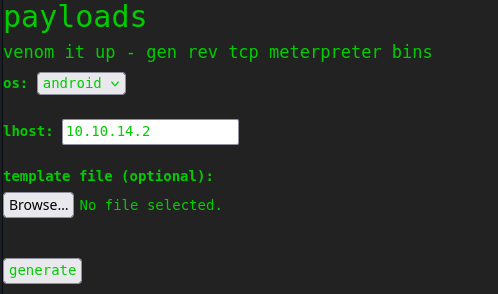 payloads
venom it up - gen rev tcp meterpreter bins
os: android
lhost: 10.10.14.2
template file (optional):
Browse... No file selected.
generate